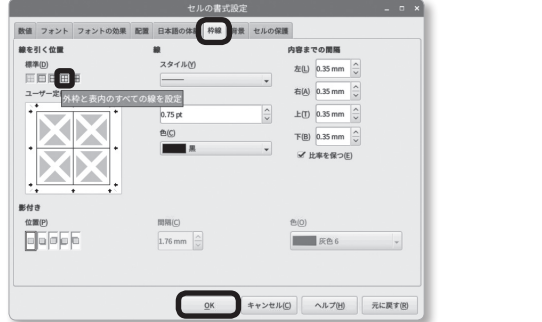 セルの書式設定
数値 フォント フォントの効果 配置 日本語の体裁 枠線 背景 セルの保護
線を引く位置 線 内容までの間隔
標準(D) スタイル(Y) 左(L) 0.35 mm
右(A) 0.35 mm
ユーザー定 外枠と表内のすべての線を設定
0.75 pt 上(T) 0.35 mm
色(C) 下(B) 0.35 mm
黒 比率を保つ(E)
影付き
位置(P) 間隔(C) 色(O)
1.76 mm 灰色 6
OK キャンセル(C) ヘルプ(H) 元に戻す(R)